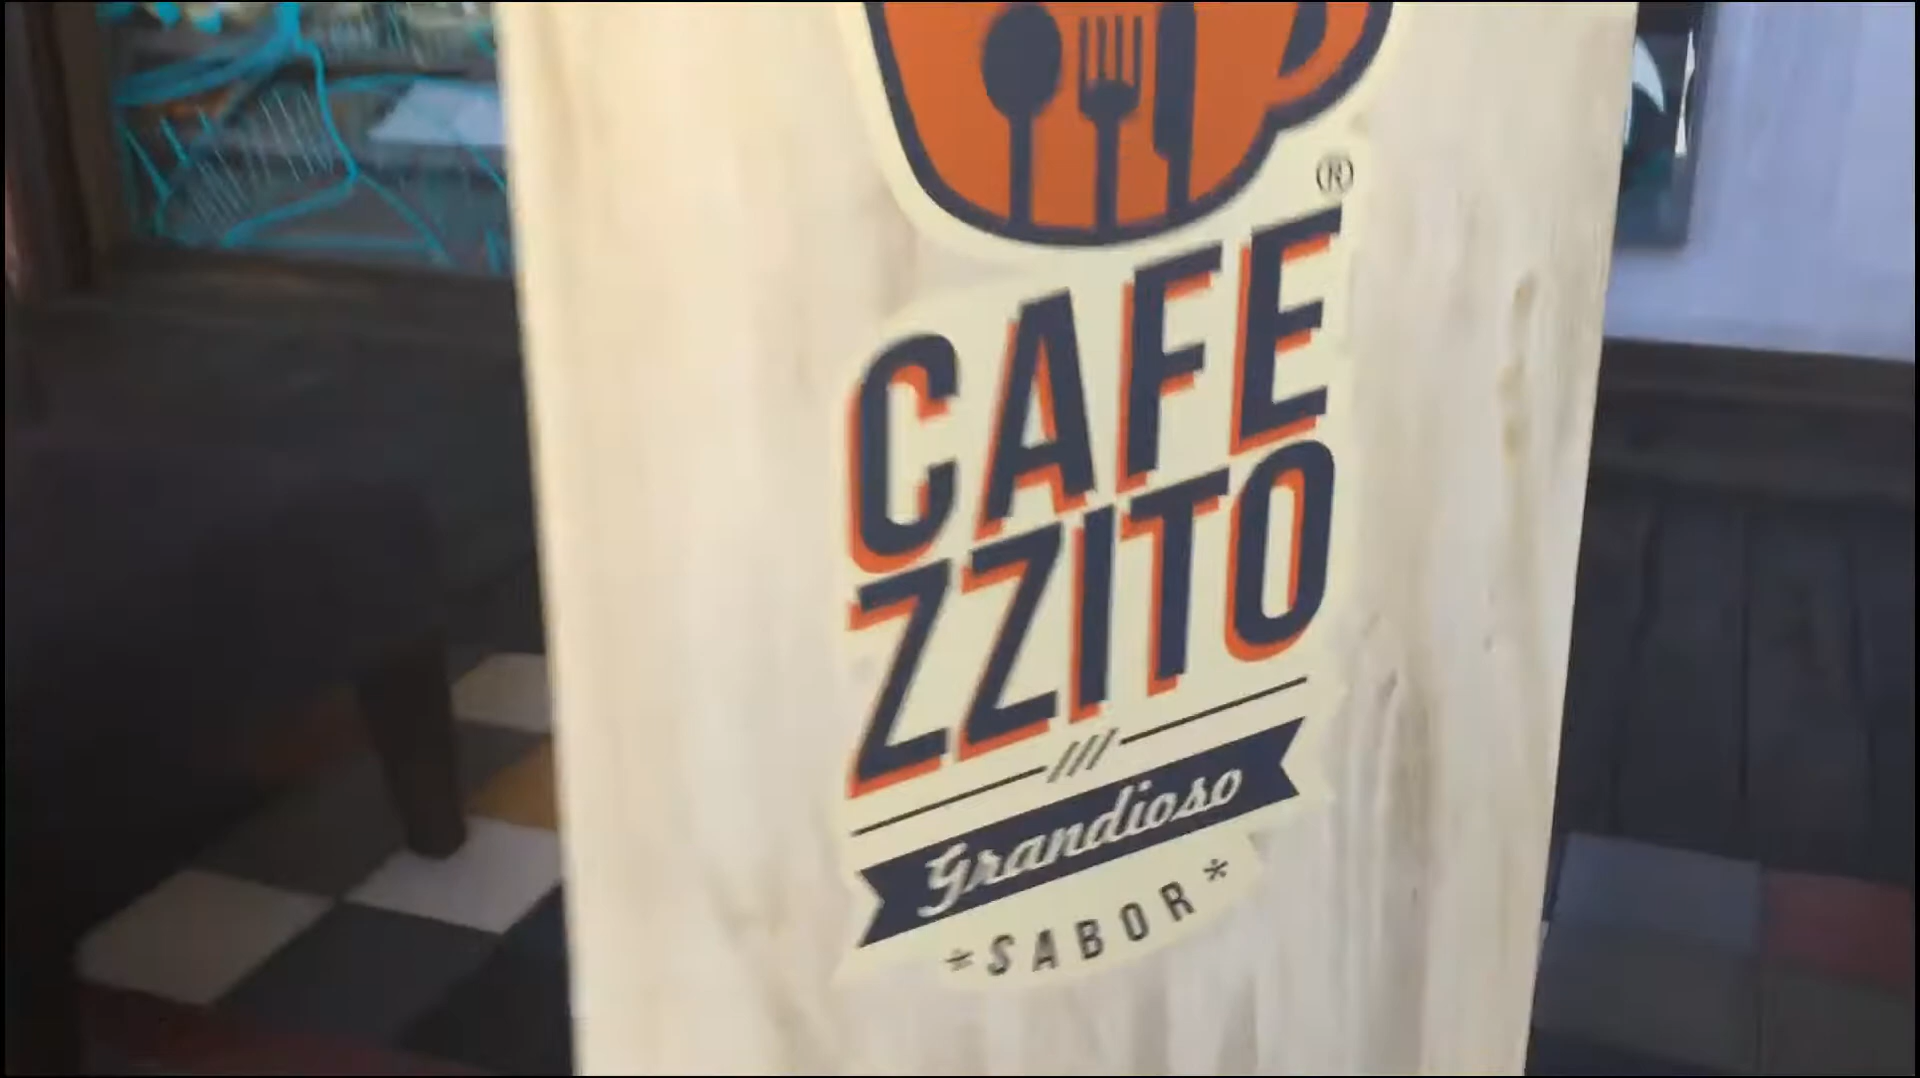 ®
CAFE
ZZITO
///
Grandioso
*SABOR*